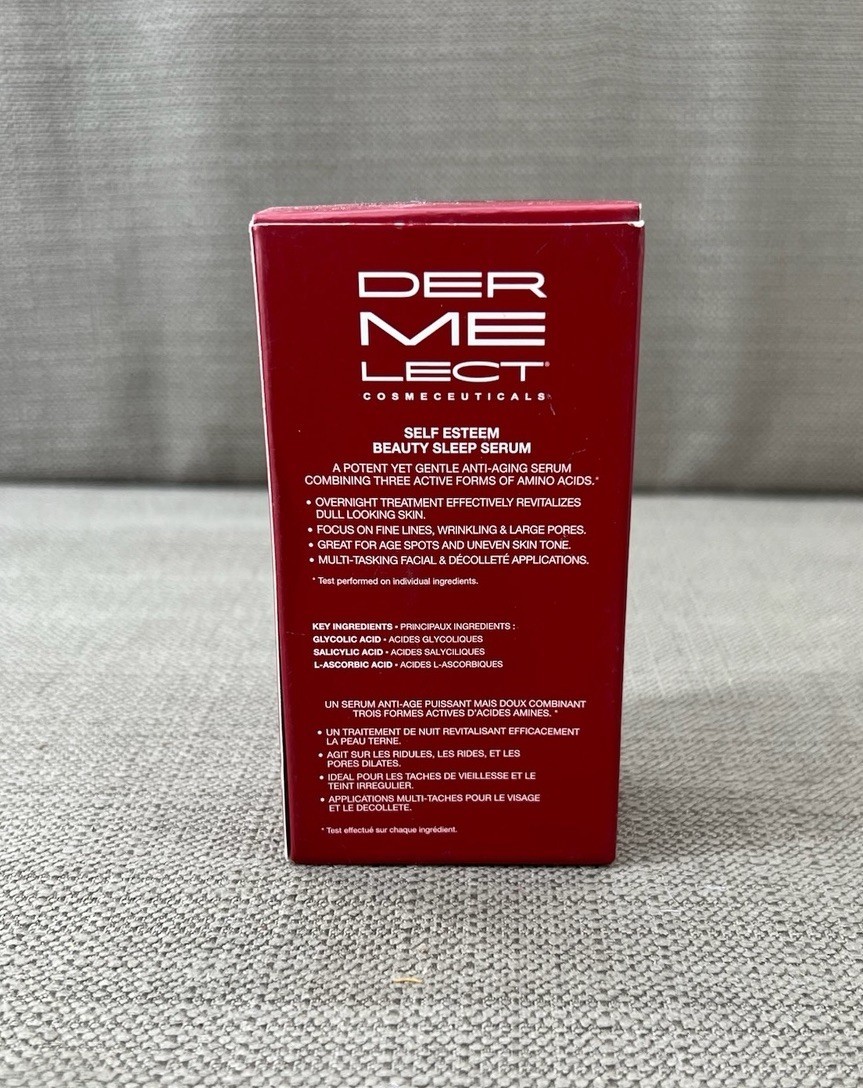 DER
ME
LECT®
COSMECEUTICALS
SELF ESTEEM
BEAUTY SLEEP SERUM
A POTENT YET GENTLE ANTI-AGING SERUM
COMBINING THREE ACTIVE FORMS OF AMINO ACIDS.*
• OVERNIGHT TREATMENT EFFECTIVELY REVITALIZES
DULL LOOKING SKIN.
• FOCUS ON FINE LINES, WRINKLING & LARGE PORES.
• GREAT FOR AGE SPOTS AND UNEVEN SKIN TONE.
• MULTI-TASKING FACIAL & DÉCOLLETÉ APPLICATIONS.
* Test performed on individual ingredients.
KEY INGREDIENTS • PRINCIPAUX INGREDIENTS :
GLYCOLIC ACID • ACIDES GLYCOLIQUES
SALICYLIC ACID • ACIDES SALYCILIQUES
L-ASCORBIC ACID • ACIDES L-ASCORBIQUES
UN SERUM ANTI-AGE PUISSANT MAIS DOUX COMBINANT
TROIS FORMES ACTIVES D'ACIDES AMINES. *
• UN TRAITEMENT DE NUIT REVITALISANT EFFICACEMENT
LA PEAU TERNE.
• AGIT SUR LES RIDULES, LES RIDES, ET LES
PORES DILATES.
• IDEAL POUR LES TACHES DE VIEILLESSE ET LE
TEINT IRREGULIER.
• APPLICATIONS MULTI-TACHES POUR LE VISAGE
ET LE DECOLLETE.
* Test effectué sur chaque ingrédient.